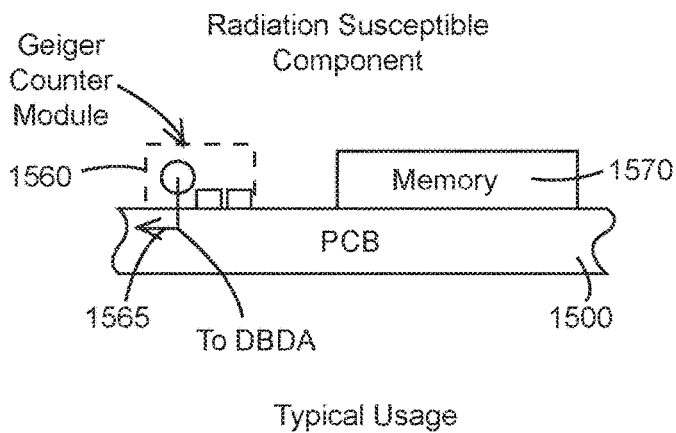 Radiation Susceptible
Component
Geiger
Counter
Module
1560
Memory
1570
PCB
1565
To DBDA
1500
Typical Usage